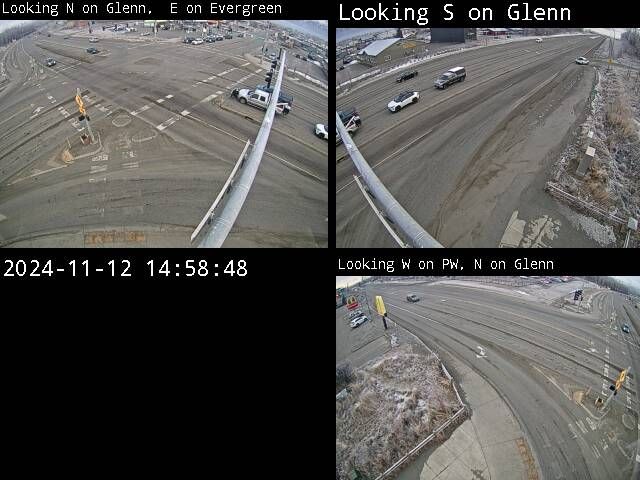 Looking N on Glenn,  E on Evergreen
Looking S on Glenn
2024-11-12 14:58:48
Looking W on PW, N on Glenn